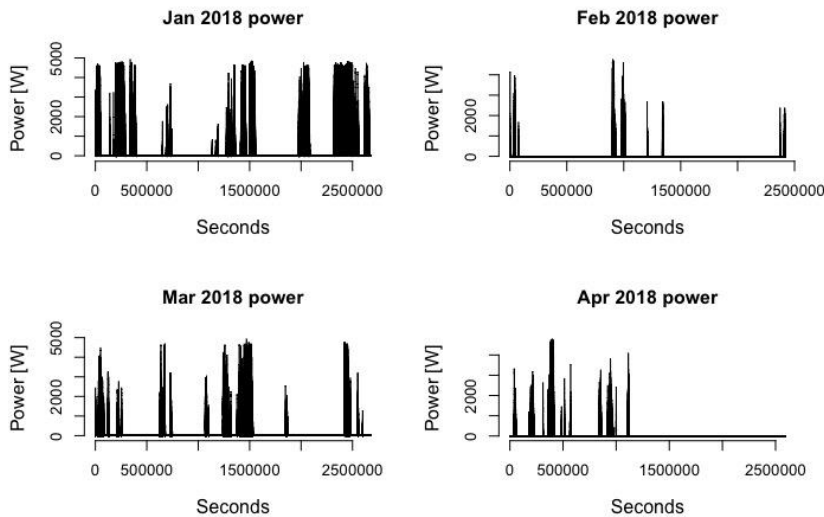 Jan 2018 power
Power [W]
5000
2000
0
0 500000 1500000 2500000
Seconds
Feb 2018 power
Power [W]
2000
0
0 500000 1500000 2500000
Seconds
Mar 2018 power
Power [W]
5000
2000
0
0 500000 1500000 2500000
Seconds
Apr 2018 power
Power [W]
2000
0
0 500000 1500000 2500000
Seconds